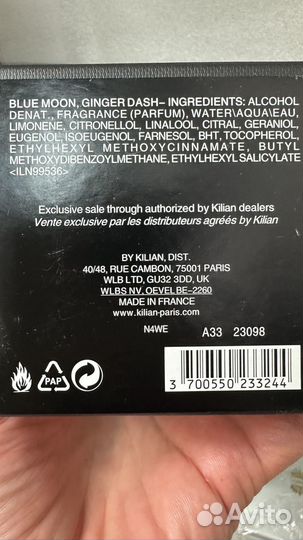 BLUE MOON, GINGER DASH– INGREDIENTS: ALCOHOL
DENAT., FRAGRANCE (PARFUM), WATER\AQUA\EAU,
LIMONENE, CITRONELLOL, LINALOOL, CITRAL, GERANIOL,
EUGENOL, ISOEUGENOL, FARNESOL, BHT, TOCOPHEROL,
ETHYLHEXYL METHOXYCINNAMATE, BUTYL
METHOXYDIBENZOYLMETHANE, ETHYLHEXYL SALICYLATE
<ILN99536>
Exclusive sale through authorized by Kilian dealers
Vente exclusive par les distributeurs agréés by Kilian
BY KILIAN, DIST.
40/48, RUE CAMBON, 75001 PARIS
WLB LTD, GU32 3DD, UK
WLBS NV. OEVEL BE-2260
MADE IN FRANCE
www.kilian-paris.com
N4WE A33 23098
PAP
3 700550 233244
Avito